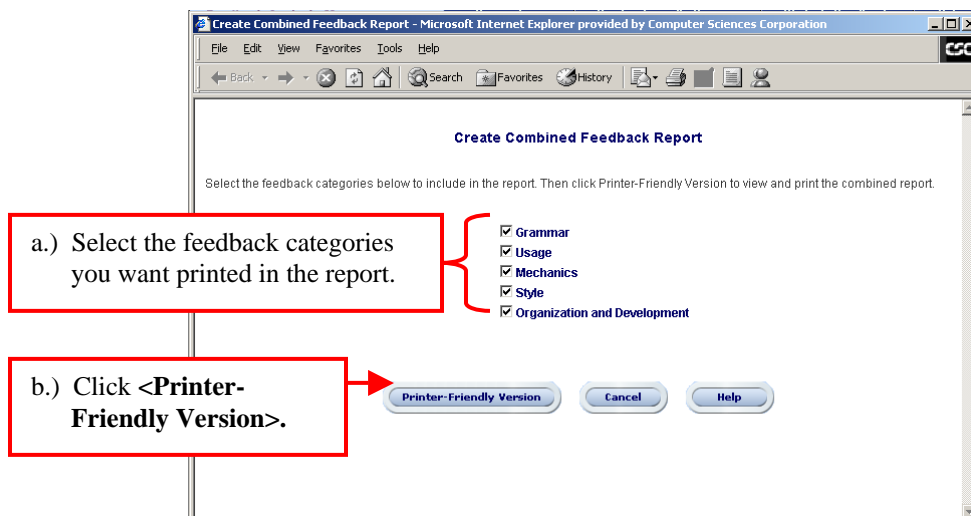 Create Combined Feedback Report - Microsoft Internet Explorer provided by Computer Sciences Corporation
File Edit View Favorites Tools Help
CSC
Back Search Favorites History
Create Combined Feedback Report
Select the feedback categories below to include in the report. Then click Printer-Friendly Version to view and print the combined report.
a.) Select the feedback categories
you want printed in the report.
Grammar
Usage
Mechanics
Style
Organization and Development
b.) Click <Printer-
Friendly Version>.
Printer-Friendly Version Cancel Help